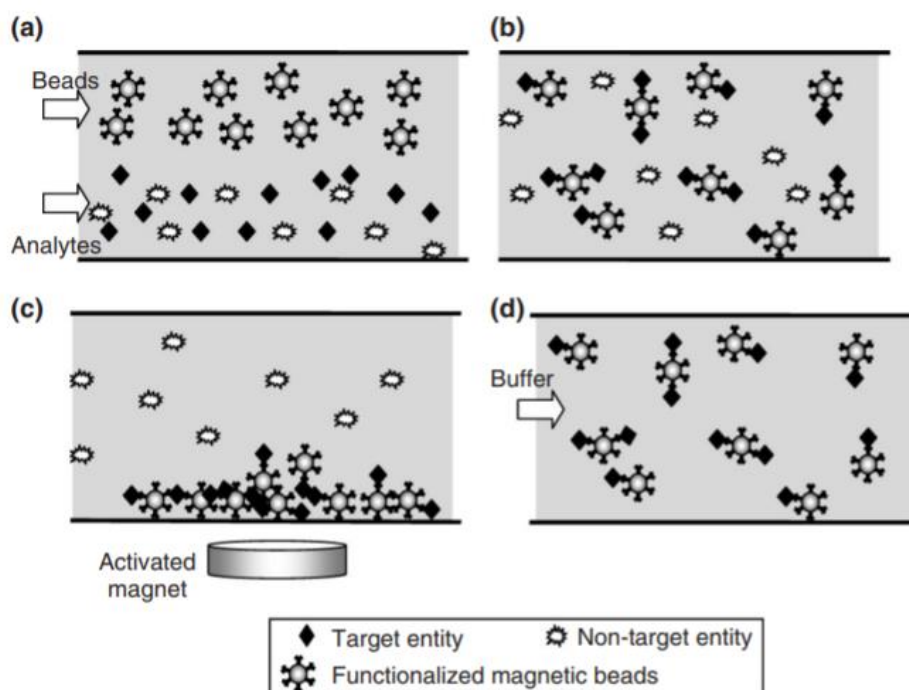 (a)
Beads
Analytes
(b)
(c)
Activated
magnet
(d)
Buffer
Target entity
Non-target entity
Functionalized magnetic beads